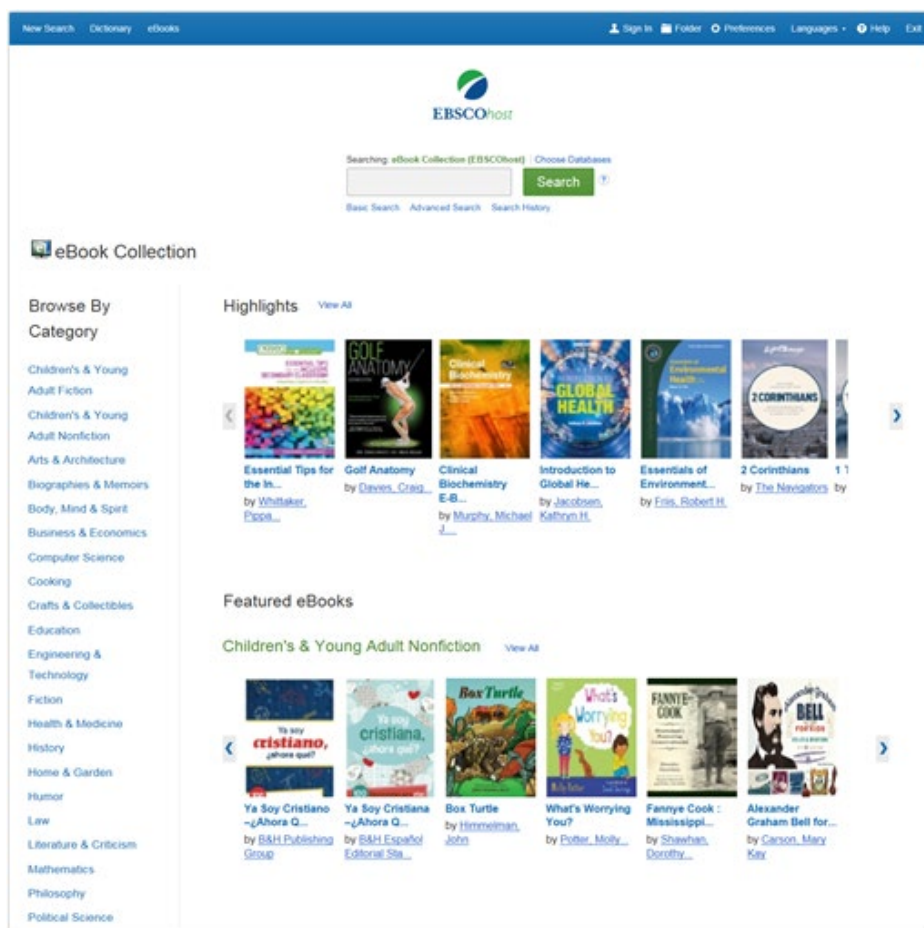 New Search Dictionary eBooks
Sign In Folder Preferences Languages Help Exit
EBSCOhost
Searching: eBook Collection (EBSCOhost) Choose Databases
Search ?
Basic Search Advanced Search Search History
eBook Collection
Browse By
Category
Children's & Young
Adult Fiction
Children's & Young
Adult Nonfiction
Arts & Architecture
Biographies & Memoirs
Body, Mind & Spirit
Business & Economics
Computer Science
Cooking
Crafts & Collectibles
Education
Engineering &
Technology
Fiction
Health & Medicine
History
Home & Garden
Humor
Law
Literature & Criticism
Mathematics
Philosophy
Political Science
Highlights View All
ESSENTIAL TIPS
GOLF
ANATOMY
Clinical
Biochemistry
GLOBAL
HEALTH
Environmental
Health
2 CORINTHIANS
Essential Tips for
the In...
by Whittaker,
Pippa...
Golf Anatomy
by Davies, Craig...
Clinical
Biochemistry
E-B...
by Murphy, Michael
J....
Introduction to
Global He...
by Jacobsen,
Kathryn H.
Essentials of
Environment...
by Friis, Robert H.
2 Corinthians
by The Navigators
by
Featured eBooks
Children's & Young Adult Nonfiction View All
Ya soy
cristiano,
¿ahora qué?
Ya soy
cristiana,
¿ahora qué?
Box Turtle
What's
Worrying
You?
FANNYE
COOK
Alexander Graham
BELL
FOR KIDS
Ya Soy Cristiano
–¿Ahora Q...
by B&H Publishing
Group
Ya Soy Cristiana
–¿Ahora Q...
by B&H Español
Editorial Sta...
Box Turtle
by Himmelman,
John
What's Worrying
You?
by Potter, Molly...
Fannye Cook :
Mississippi...
by Shawhan,
Dorothy...
Alexander
Graham Bell for...
by Carson, Mary
Kay